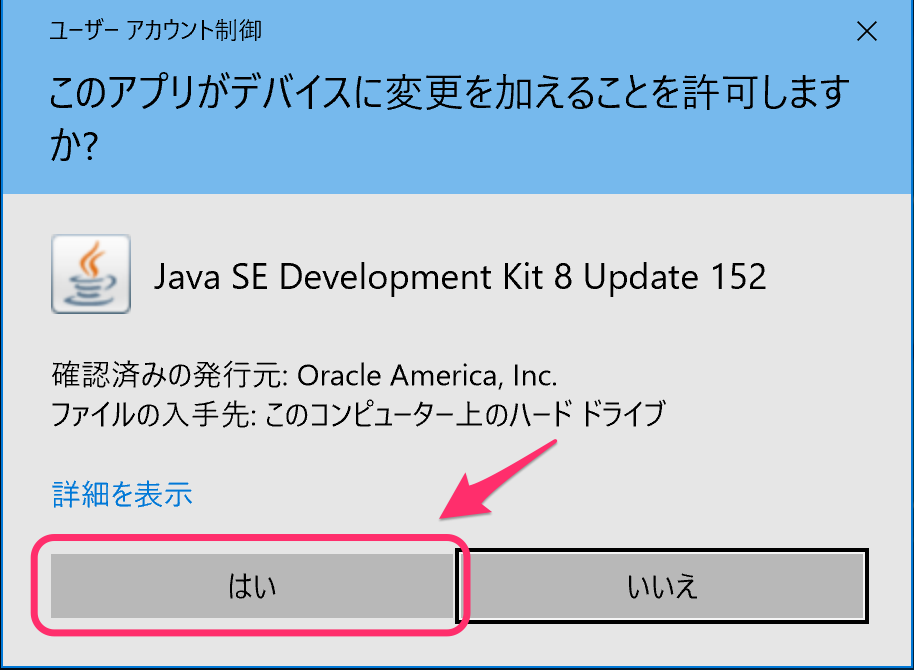 ユーザー アカウント制御
このアプリがデバイスに変更を加えることを許可します
か?
Java SE Development Kit 8 Update 152
確認済みの発行元: Oracle America, Inc.
ファイルの入手先: このコンピューター上のハード ドライブ
詳細を表示
はい
いいえ